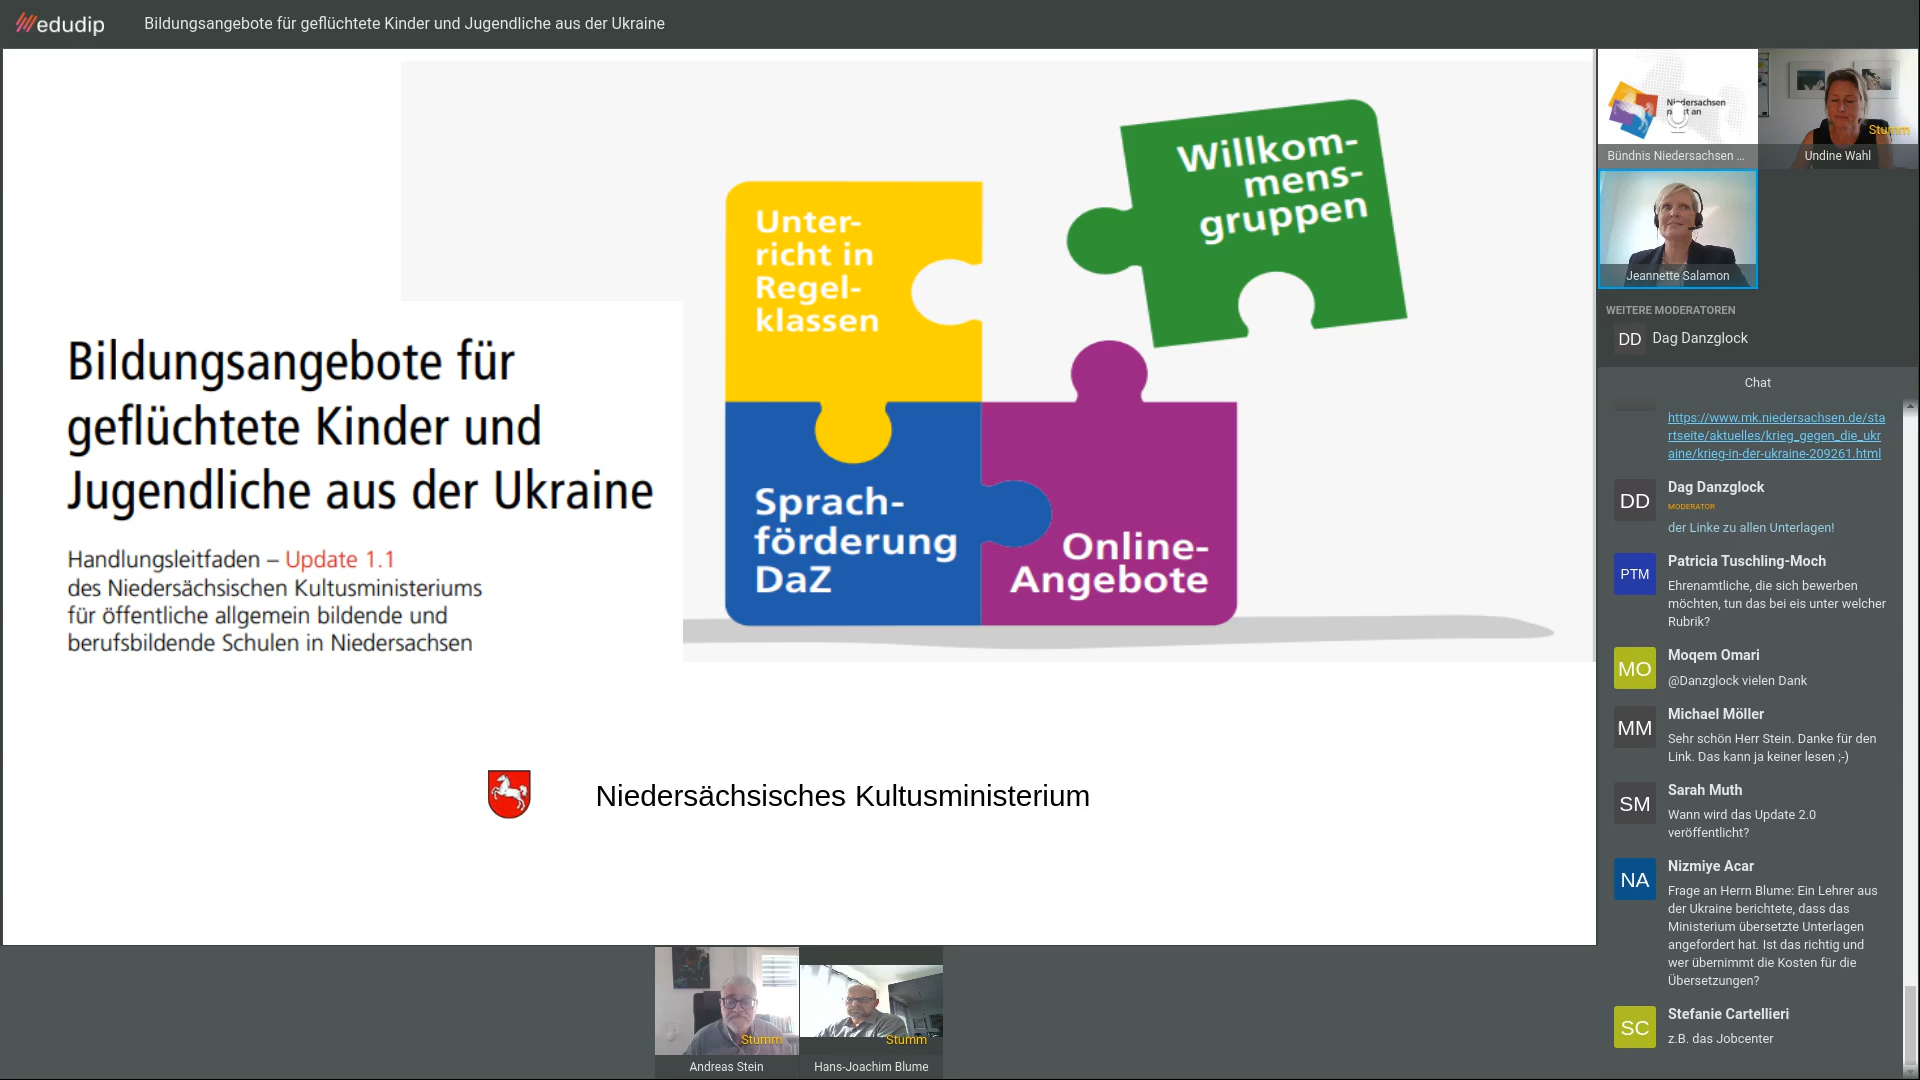 edudip
Bildungsangebote für geflüchtete Kinder und Jugendliche aus der Ukraine
Bildungsangebote für
geflüchtete Kinder und
Jugendliche aus der Ukraine
Handlungsleitfaden – Update 1.1
des Niedersächsischen Kultusministeriums
für öffentliche allgemein bildende und
berufsbildende Schulen in Niedersachsen
Unter-
richt in
Regel-
klassen
Willkom-
mens-
gruppen
Sprach-
förderung
DaZ
Online-
Angebote
Niedersächsisches Kultusministerium
Stumm
Andreas Stein
Stumm
Hans-Joachim Blume
Niedersachsen
Bündnis Niedersachsen ...
Stumm
Undine Wahl
Jeannette Salamon
WEITERE MODERATOREN
DD
Dag Danzglock
Chat
https://www.mk.niedersachsen.de/sta
rtseite/aktuelles/krieg_gegen_die_ukr
aine/krieg-in-der-ukraine-209261.html
DD
Dag Danzglock
MODERATOR
der Linke zu allen Unterlagen!
PTM
Patricia Tuschling-Moch
Ehrenamtliche, die sich bewerben
möchten, tun das bei eis unter welcher
Rubrik?
MO
Moqem Omari
@Danzglock vielen Dank
MM
Michael Möller
Sehr schön Herr Stein. Danke für den
Link. Das kann ja keiner lesen ;-)
SM
Sarah Muth
Wann wird das Update 2.0
veröffentlicht?
NA
Nizmiye Acar
Frage an Herrn Blume: Ein Lehrer aus
der Ukraine berichtete, dass das
Ministerium übersetzte Unterlagen
angefordert hat. Ist das richtig und
wer übernimmt die Kosten für die
Übersetzungen?
SC
Stefanie Cartellieri
z.B. das Jobcenter